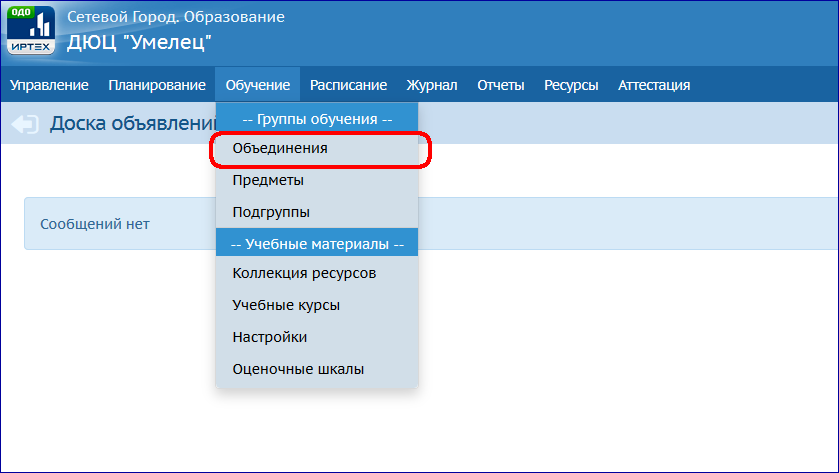 ОДО
ИРТЕХ
Сетевой Город. Образование
ДЮЦ "Умелец"
Управление Планирование Обучение Расписание Журнал Отчеты Ресурсы Аттестация
Доска объявлений
-- Группы обучения --
Объединения
Предметы
Подгруппы
Сообщений нет
-- Учебные материалы --
Коллекция ресурсов
Учебные курсы
Настройки
Оценочные шкалы